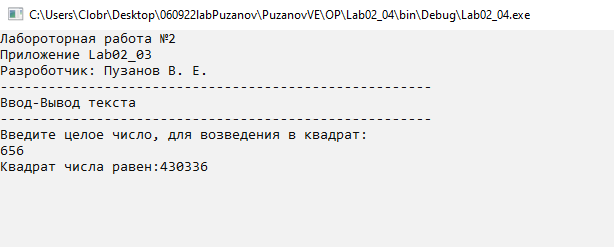 C:\Users\Clobr\Desktop\060922labPuzanov\PuzanovVE\OP\Lab02_04\bin\Debug\Lab02_04.exe
Лабороторная работа №2
Приложение Lab02_03
Разроботчик: Пузанов В. Е.
------------------------------------------------------
Ввод-Вывод текста
------------------------------------------------------
Введите целое число, для возведения в квадрат:
656
Квадрат числа равен:430336